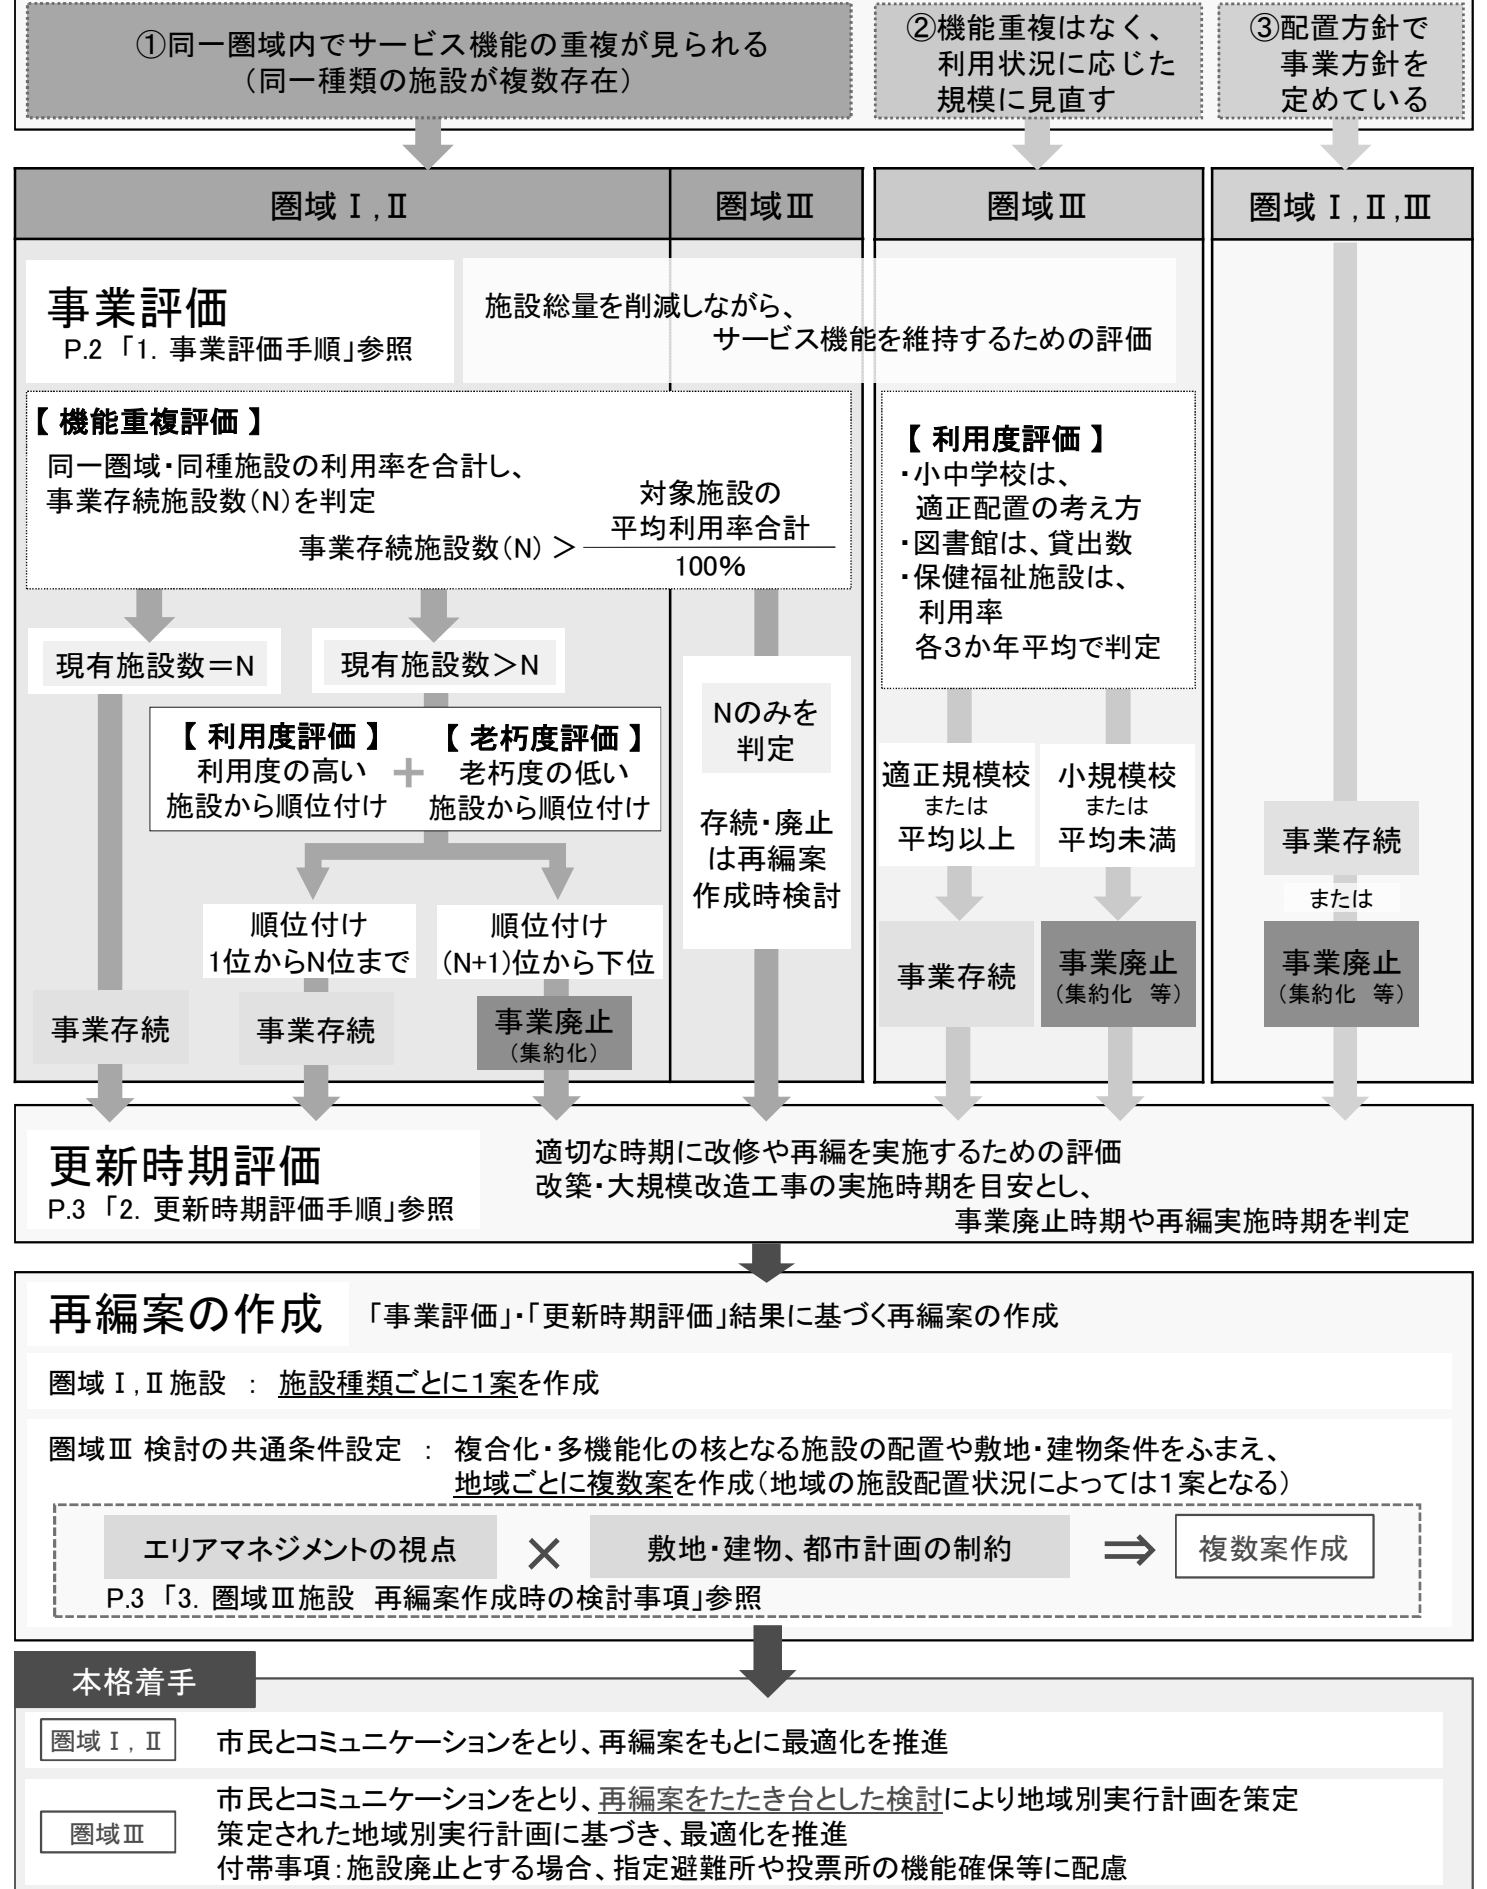 ①同一圏域内でサービス機能の重複が見られる
（同一種類の施設が複数存在）
②機能重複はなく、
利用状況に応じた
規模に見直す
③配置方針で
事業方針を
定めている
圏域Ⅰ,Ⅱ
圏域Ⅲ
圏域Ⅲ
圏域Ⅰ,Ⅱ,Ⅲ
事業評価
P.2「1. 事業評価手順」参照
施設総量を削減しながら、
サービス機能を維持するための評価
【 機能重複評価 】
同一圏域・同種施設の利用率を合計し、
事業存続施設数（N）を判定
事業存続施設数（N）＞
対象施設の
平均利用率合計
100%
【 利用度評価 】
・小中学校は、
適正配置の考え方
・図書館は、貸出数
・保健福祉施設は、
利用率
各３か年平均で判定
現有施設数＝N
現有施設数＞N
【 利用度評価 】
利用度の高い
施設から順位付け
＋
【 老朽度評価 】
老朽度の低い
施設から順位付け
Nのみを
判定
存続・廃止
は再編案
作成時検討
適正規模校
または
平均以上
小規模校
または
平均未満
順位付け
1位からN位まで
順位付け
(N+1)位から下位
事業存続
事業存続
事業廃止
（集約化）
事業存続
事業廃止
（集約化　等）
事業存続
または
事業廃止
（集約化　等）
更新時期評価
P.3「2. 更新時期評価手順」参照
適切な時期に改修や再編を実施するための評価
改築・大規模改造工事の実施時期を目安とし、
事業廃止時期や再編実施時期を判定
再編案の作成
「事業評価」・「更新時期評価」結果に基づく再編案の作成
圏域Ⅰ,Ⅱ施設　：　施設種類ごとに１案を作成
圏域Ⅲ 検討の共通条件設定　：　複合化・多機能化の核となる施設の配置や敷地・建物条件をふまえ、
地域ごとに複数案を作成（地域の施設配置状況によっては１案となる）
エリアマネジメントの視点
×
敷地・建物、都市計画の制約
⇒
複数案作成
P.3「3. 圏域Ⅲ施設　再編案作成時の検討事項」参照
本格着手
圏域Ⅰ, Ⅱ
市民とコミュニケーションをとり、再編案をもとに最適化を推進
圏域Ⅲ
市民とコミュニケーションをとり、再編案をたたき台とした検討により地域別実行計画を策定
策定された地域別実行計画に基づき、最適化を推進
付帯事項：施設廃止とする場合、指定避難所や投票所の機能確保等に配慮